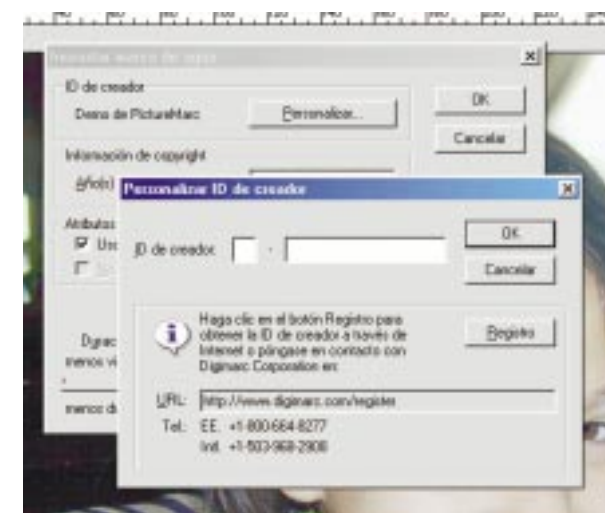 ID de creador
Demo de PictureMarc
Personalizar...
OK
Cancelar
Información de copyright
Año(s)
Personalizar ID de creador
Atributos
ID de creador: -
OK
Cancelar
Haga clic en el botón Registro para
obtener la ID de creador a través de
Internet o póngase en contacto con
Digimarc Corporation en:
Registro
menos vi
URL: http://www.digimarc.com/register
menos d
Tel.: EE. +1-800-664-8277
Intl. +1-503-968-2908